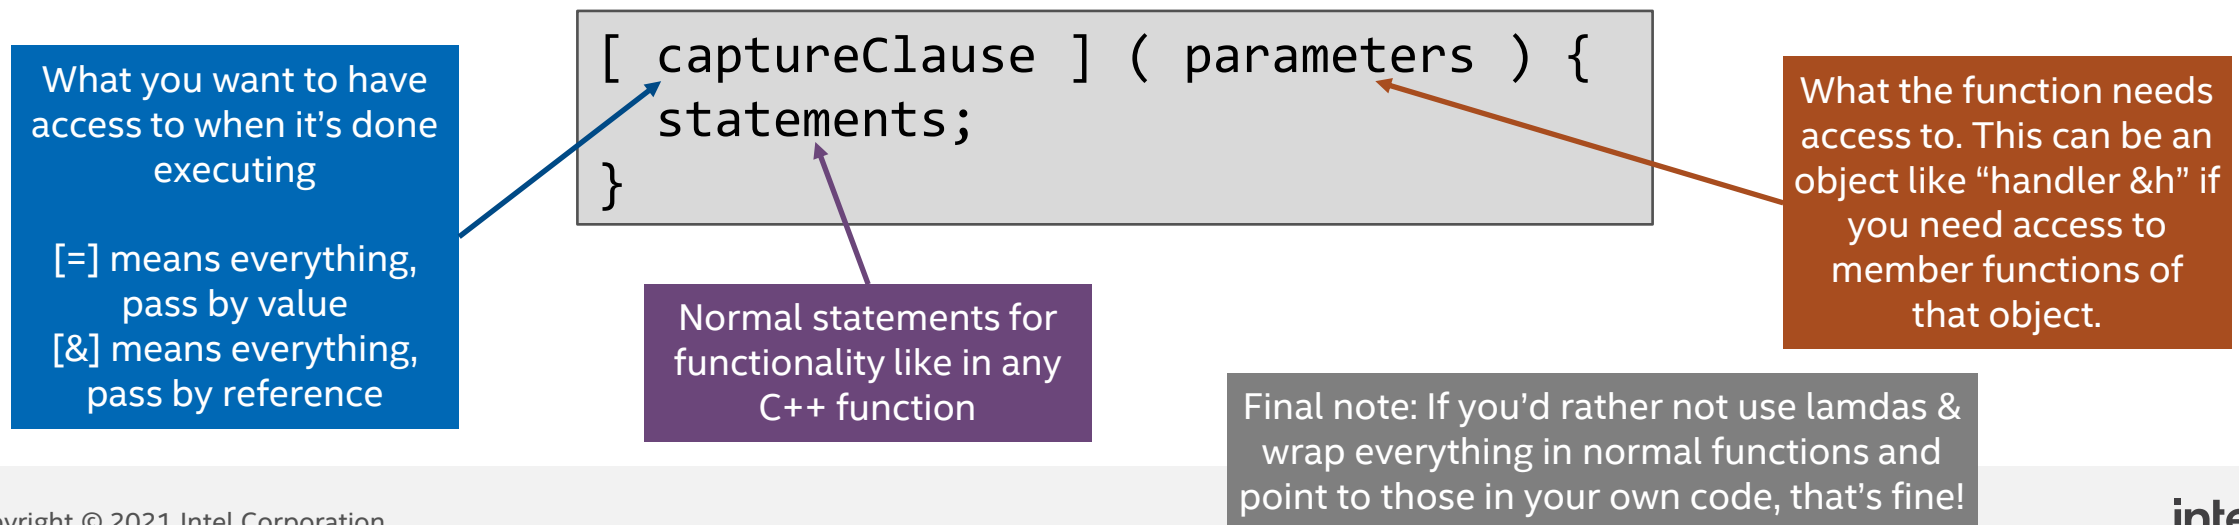 [ captureClause ] ( parameters ) {
statements;
}
What you want to have
access to when it's done
executing
[=] means everything,
pass by value
[&] means everything,
pass by reference
Normal statements for
functionality like in any
C++ function
What the function needs
access to. This can be an
object like “handler &h” if
you need access to
member functions of
that object.
Final note: If you’d rather not use lamdas &
wrap everything in normal functions and
point to those in your own code, that’s fine!
yright © 2021 Intel Corporation
inte